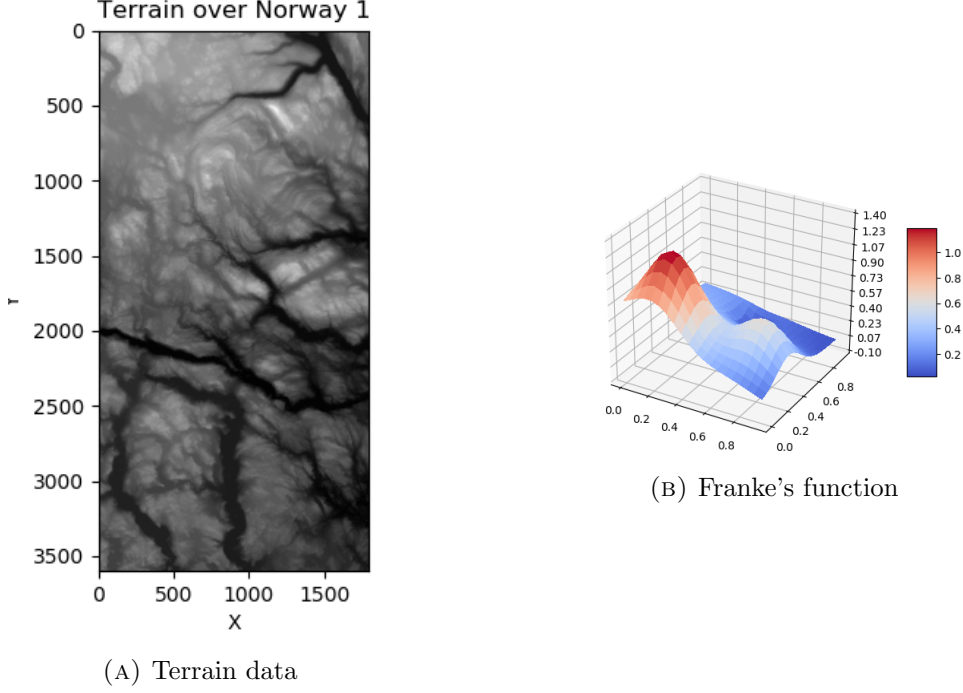 Terrain over Norway 1
0
500
1000
1500
2000
2500
3000
3500
Y
0 500 1000 1500
X
(A) Terrain data
1.40
1.23
1.07
0.90
0.73
0.57
0.40
0.23
0.07
-0.10
0.0 0.2 0.4 0.6 0.8
0.0 0.2 0.4 0.6 0.8
1.0
0.8
0.6
0.4
0.2
(B) Franke's function